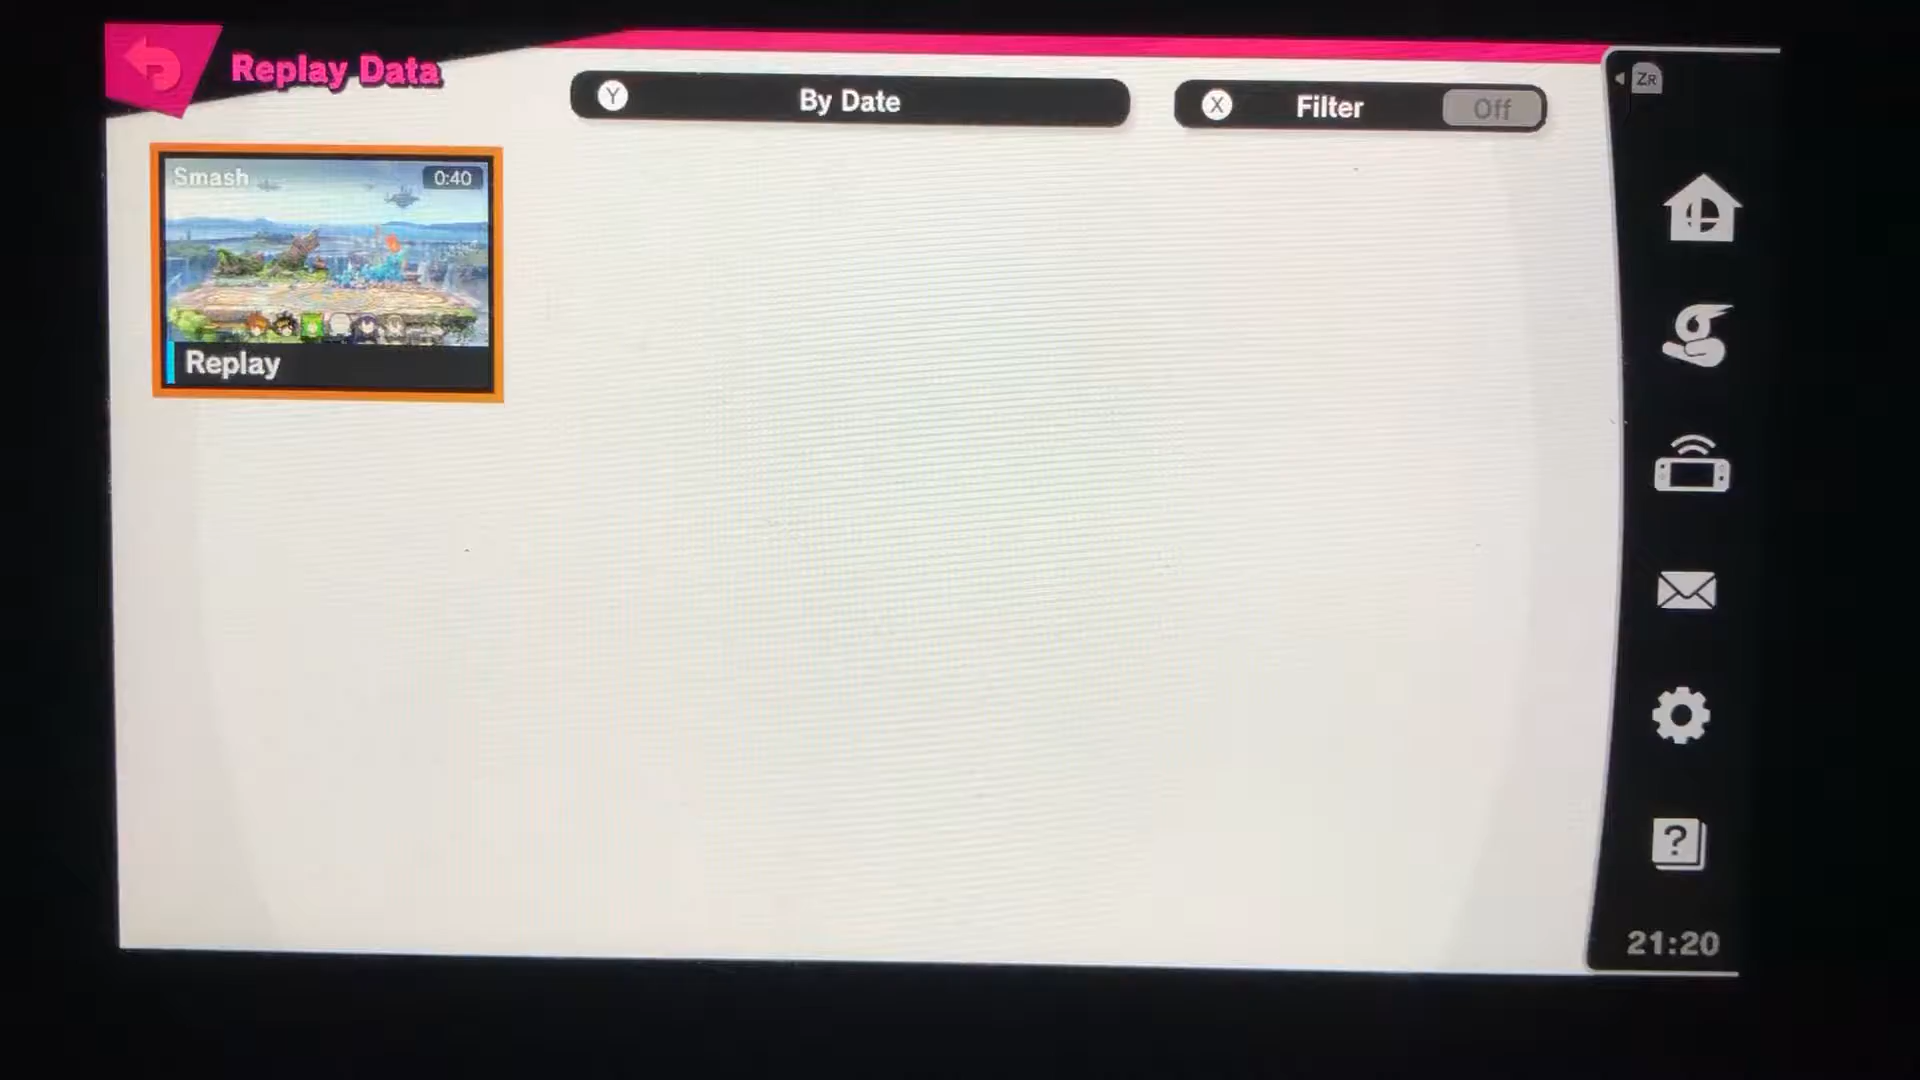 Replay Data
Y By Date
X Filter Off
ZR
Smash 0:40
Replay
?
21:20